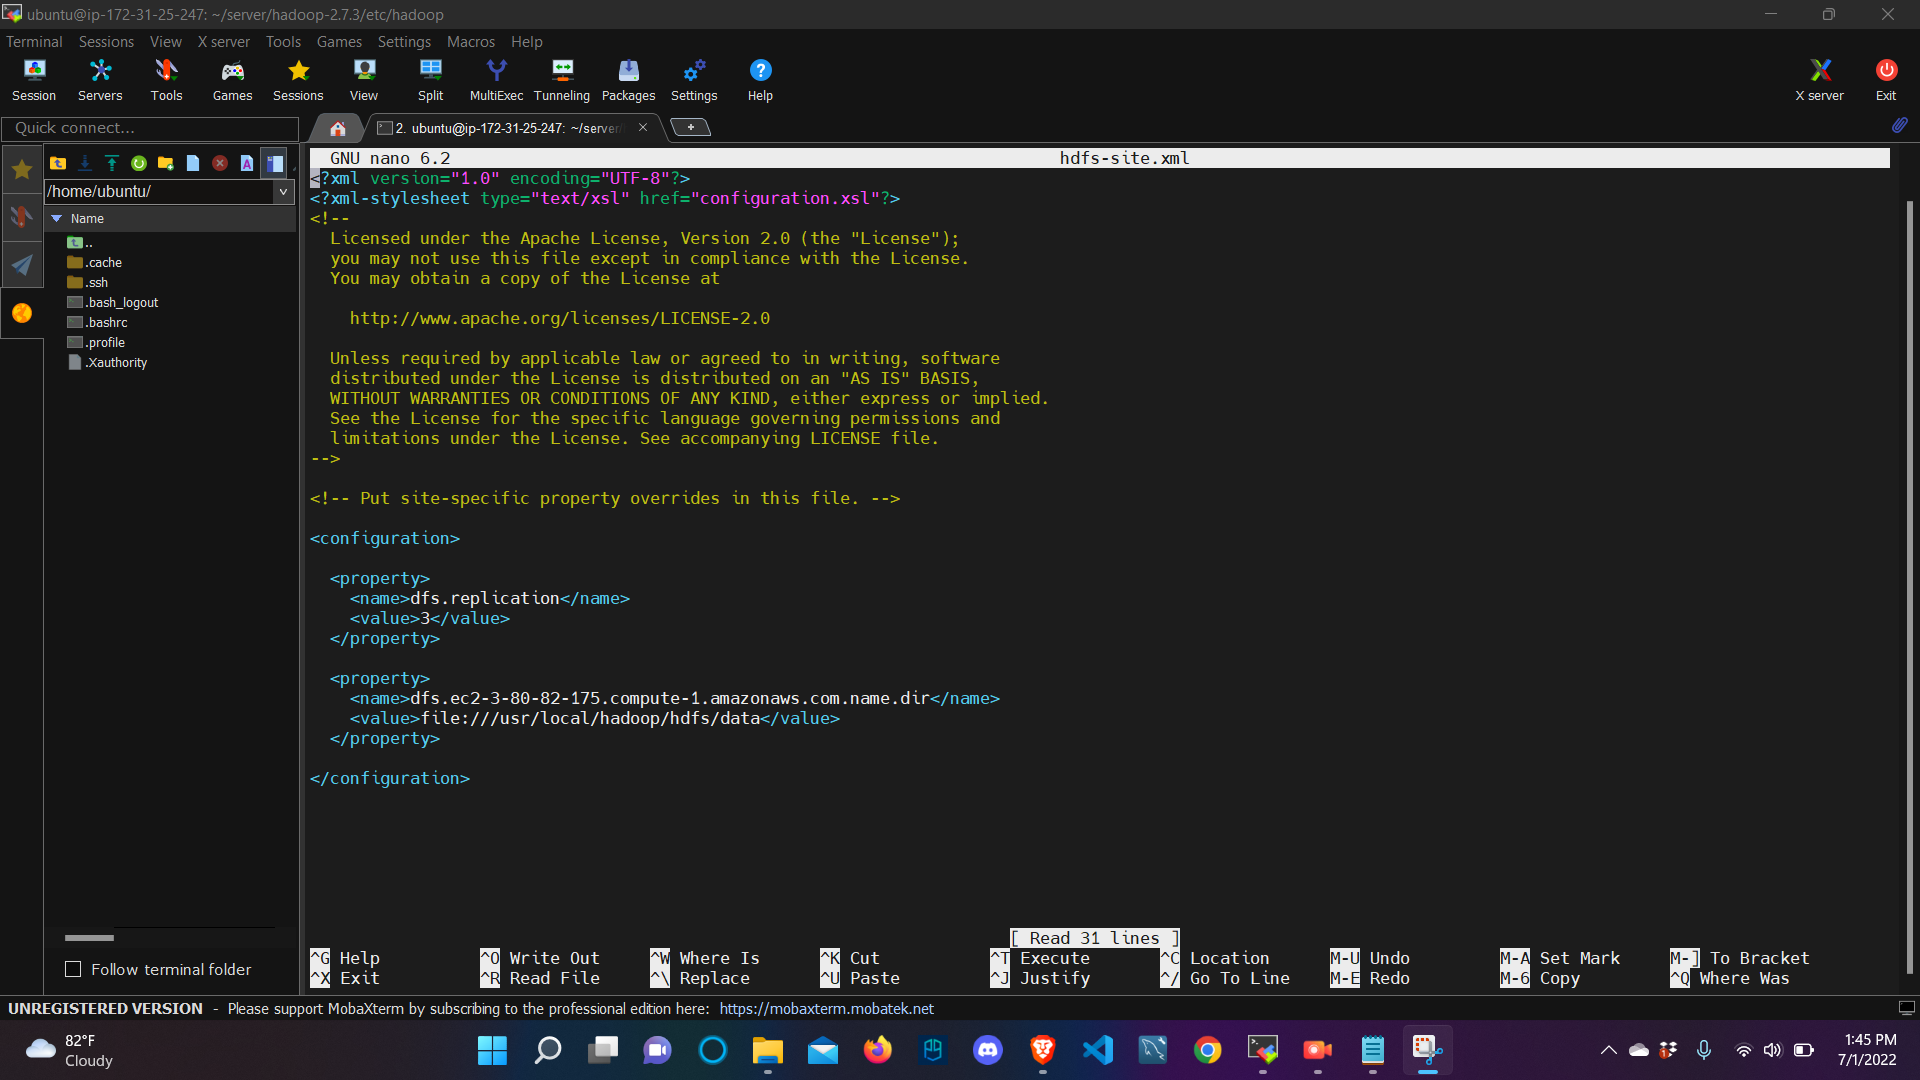 ubuntu@ip-172-31-25-247: ~/server/hadoop-2.7.3/etc/hadoop
Terminal Sessions View X server Tools Games Settings Macros Help
Session Servers Tools Games Sessions View Split MultiExec Tunneling Packages Settings Help X server Exit
Quick connect...
2. ubuntu@ip-172-31-25-247: ~/server
/home/ubuntu/
Name
..
.cache
.ssh
.bash_logout
.bashrc
.profile
.Xauthority
Follow terminal folder
GNU nano 6.2 hdfs-site.xml
<?xml version="1.0" encoding="UTF-8"?>
<?xml-stylesheet type="text/xsl" href="configuration.xsl"?>
<!--
Licensed under the Apache License, Version 2.0 (the "License");
you may not use this file except in compliance with the License.
You may obtain a copy of the License at
http://www.apache.org/licenses/LICENSE-2.0
Unless required by applicable law or agreed to in writing, software
distributed under the License is distributed on an "AS IS" BASIS,
WITHOUT WARRANTIES OR CONDITIONS OF ANY KIND, either express or implied.
See the License for the specific language governing permissions and
limitations under the License. See accompanying LICENSE file.
-->
<!-- Put site-specific property overrides in this file. -->
<configuration>
<property>
<name>dfs.replication</name>
<value>3</value>
</property>
<property>
<name>dfs.ec2-3-80-82-175.compute-1.amazonaws.com.name.dir</name>
<value>file:///usr/local/hadoop/hdfs/data</value>
</property>
</configuration>
[ Read 31 lines ]
^G Help ^O Write Out ^W Where Is ^K Cut ^T Execute ^C Location M-U Undo M-A Set Mark M-] To Bracket
^X Exit ^R Read File ^\ Replace ^U Paste ^J Justify ^/ Go To Line M-E Redo M-6 Copy ^Q Where Was
UNREGISTERED VERSION - Please support MobaXterm by subscribing to the professional edition here: https://mobaxterm.mobatek.net
82°F
Cloudy
1:45 PM
7/1/2022